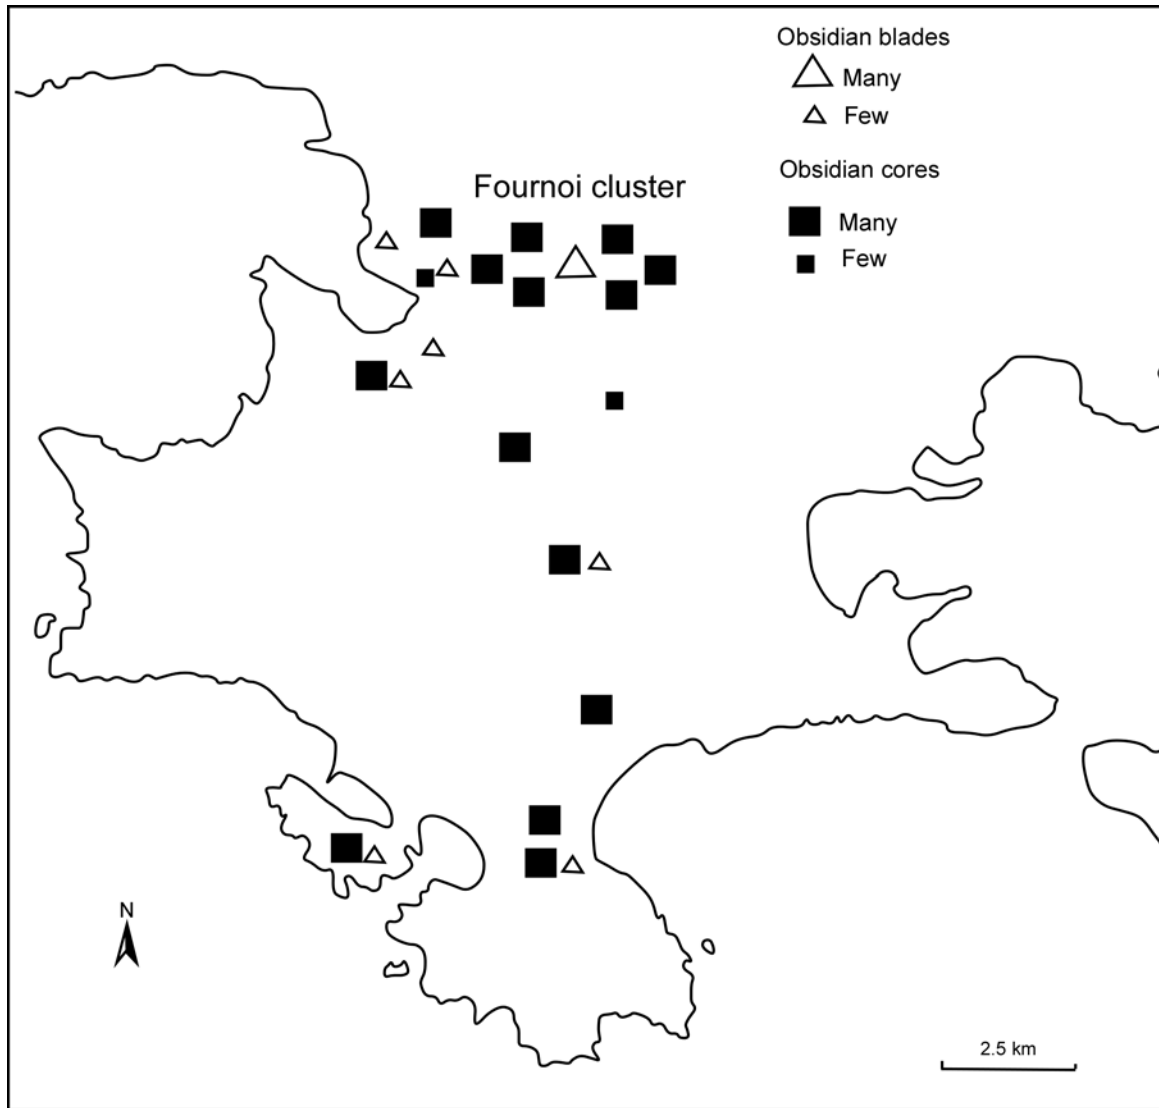 Obsidian blades
Many
Few
Obsidian cores
Many
Few
Fournoi cluster
N
2.5 km